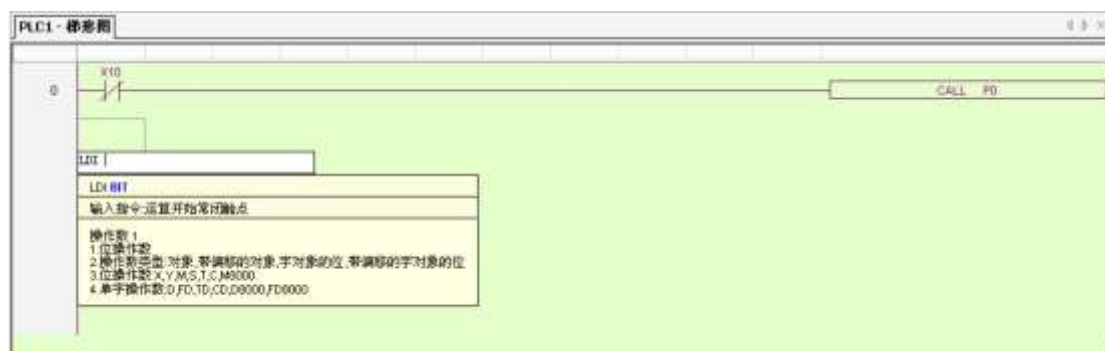 PLC1 - 梯形图
X10
0
CALL P0
LDI
LDI BIT
输入指令:运算开始常闭触点
操作数 1
1.位操作数
2.操作数类型:对象,带偏移的对象,字对象的位,带偏移的字对象的位
3.位操作数:X,Y,M,S,T,C,M8000
4.单字操作数:D,FD,TD,CD,D8000,FD8000